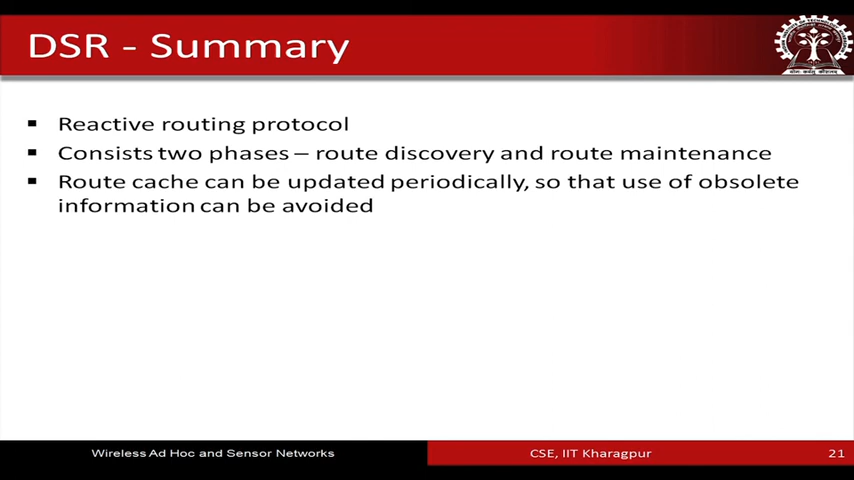 DSR - Summary
▪ Reactive routing protocol
▪ Consists two phases – route discovery and route maintenance
▪ Route cache can be updated periodically, so that use of obsolete
information can be avoided
Wireless Ad Hoc and Sensor Networks
CSE, IIT Kharagpur
21